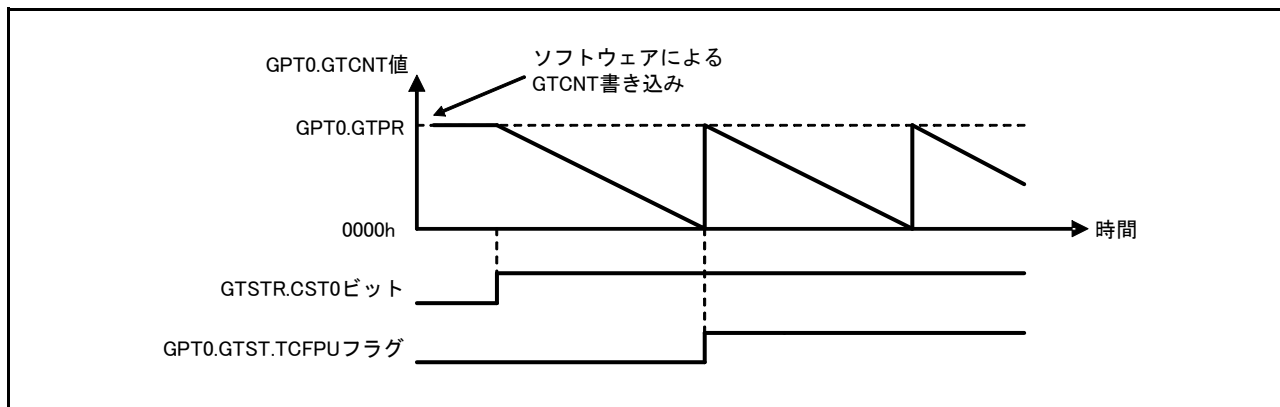 ソフトウェアによる
GTCNT書き込み
GPT0.GTCNT値
GPT0.GTPR
0000h
時間
GTSTR.CST0ビット
GPT0.GTST.TCFPUフラグ